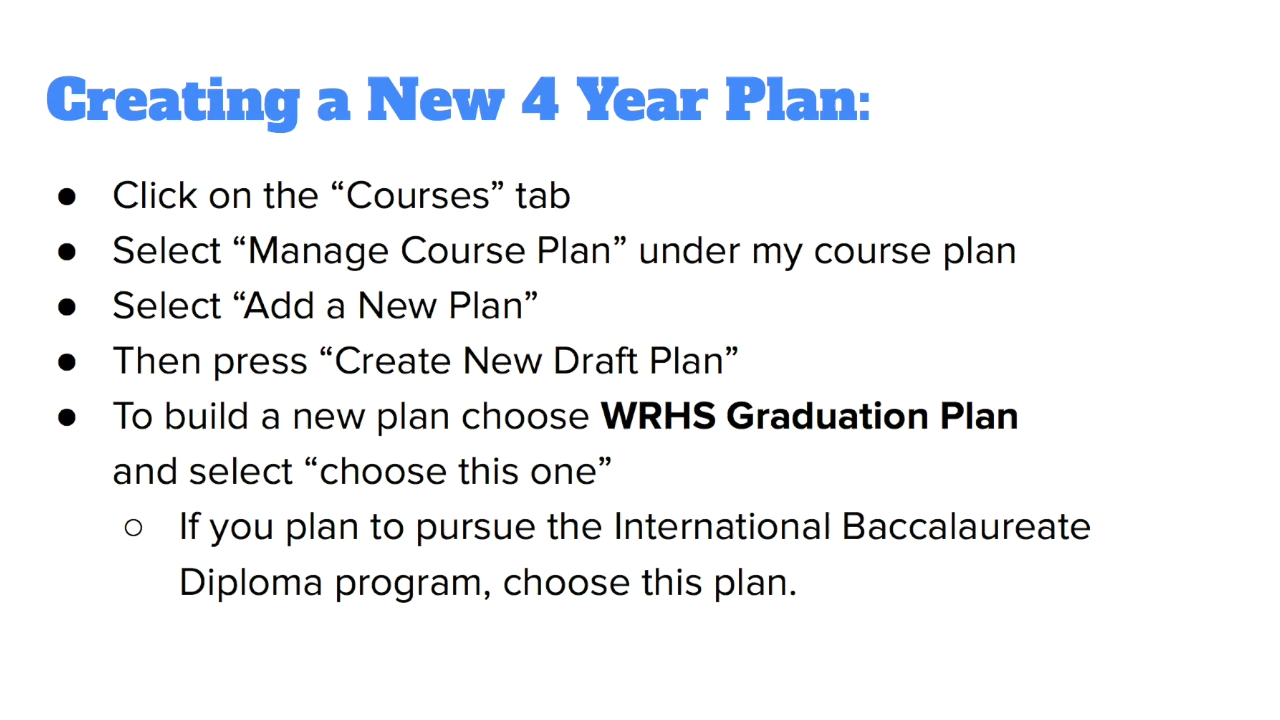 Creating a New 4 Year Plan:
● Click on the “Courses” tab
● Select “Manage Course Plan” under my course plan
● Select “Add a New Plan”
● Then press “Create New Draft Plan”
● To build a new plan choose WRHS Graduation Plan
and select “choose this one”
○ If you plan to pursue the International Baccalaureate
Diploma program, choose this plan.